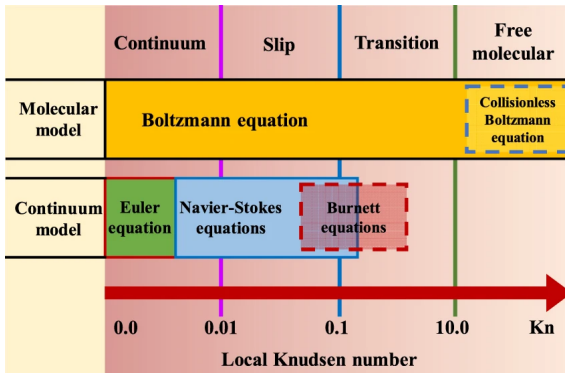 Continuum
Slip
Transition
Free
molecular
Molecular
model
Boltzmann equation
Collisionless
Boltzmann
equation
Continuum
model
Euler
equation
Navier-Stokes
equations
Burnett
equations
0.0
0.01
0.1
10.0
Kn
Local Knudsen number